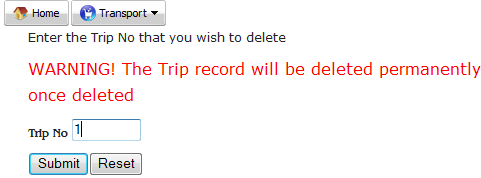 Home Transport
Enter the Trip No that you wish to delete
WARNING! The Trip record will be deleted permanently
once deleted
Trip No 1
Submit Reset